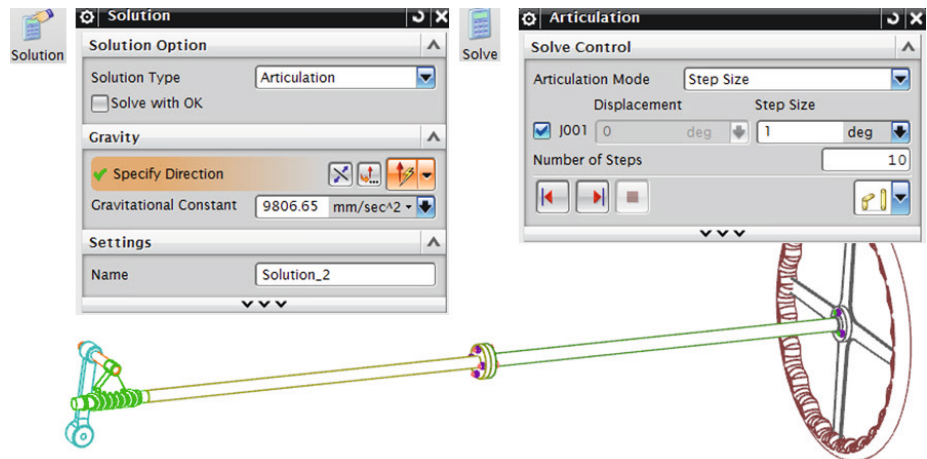 Solution
Solution
Solution Option
Solution Type Articulation
Solve with OK
Gravity
Specify Direction
Gravitational Constant 9806.65 mm/sec^2
Settings
Name Solution_2
Solve
Articulation
Solve Control
Articulation Mode Step Size
Displacement Step Size
J001 0 deg 1 deg
Number of Steps 10